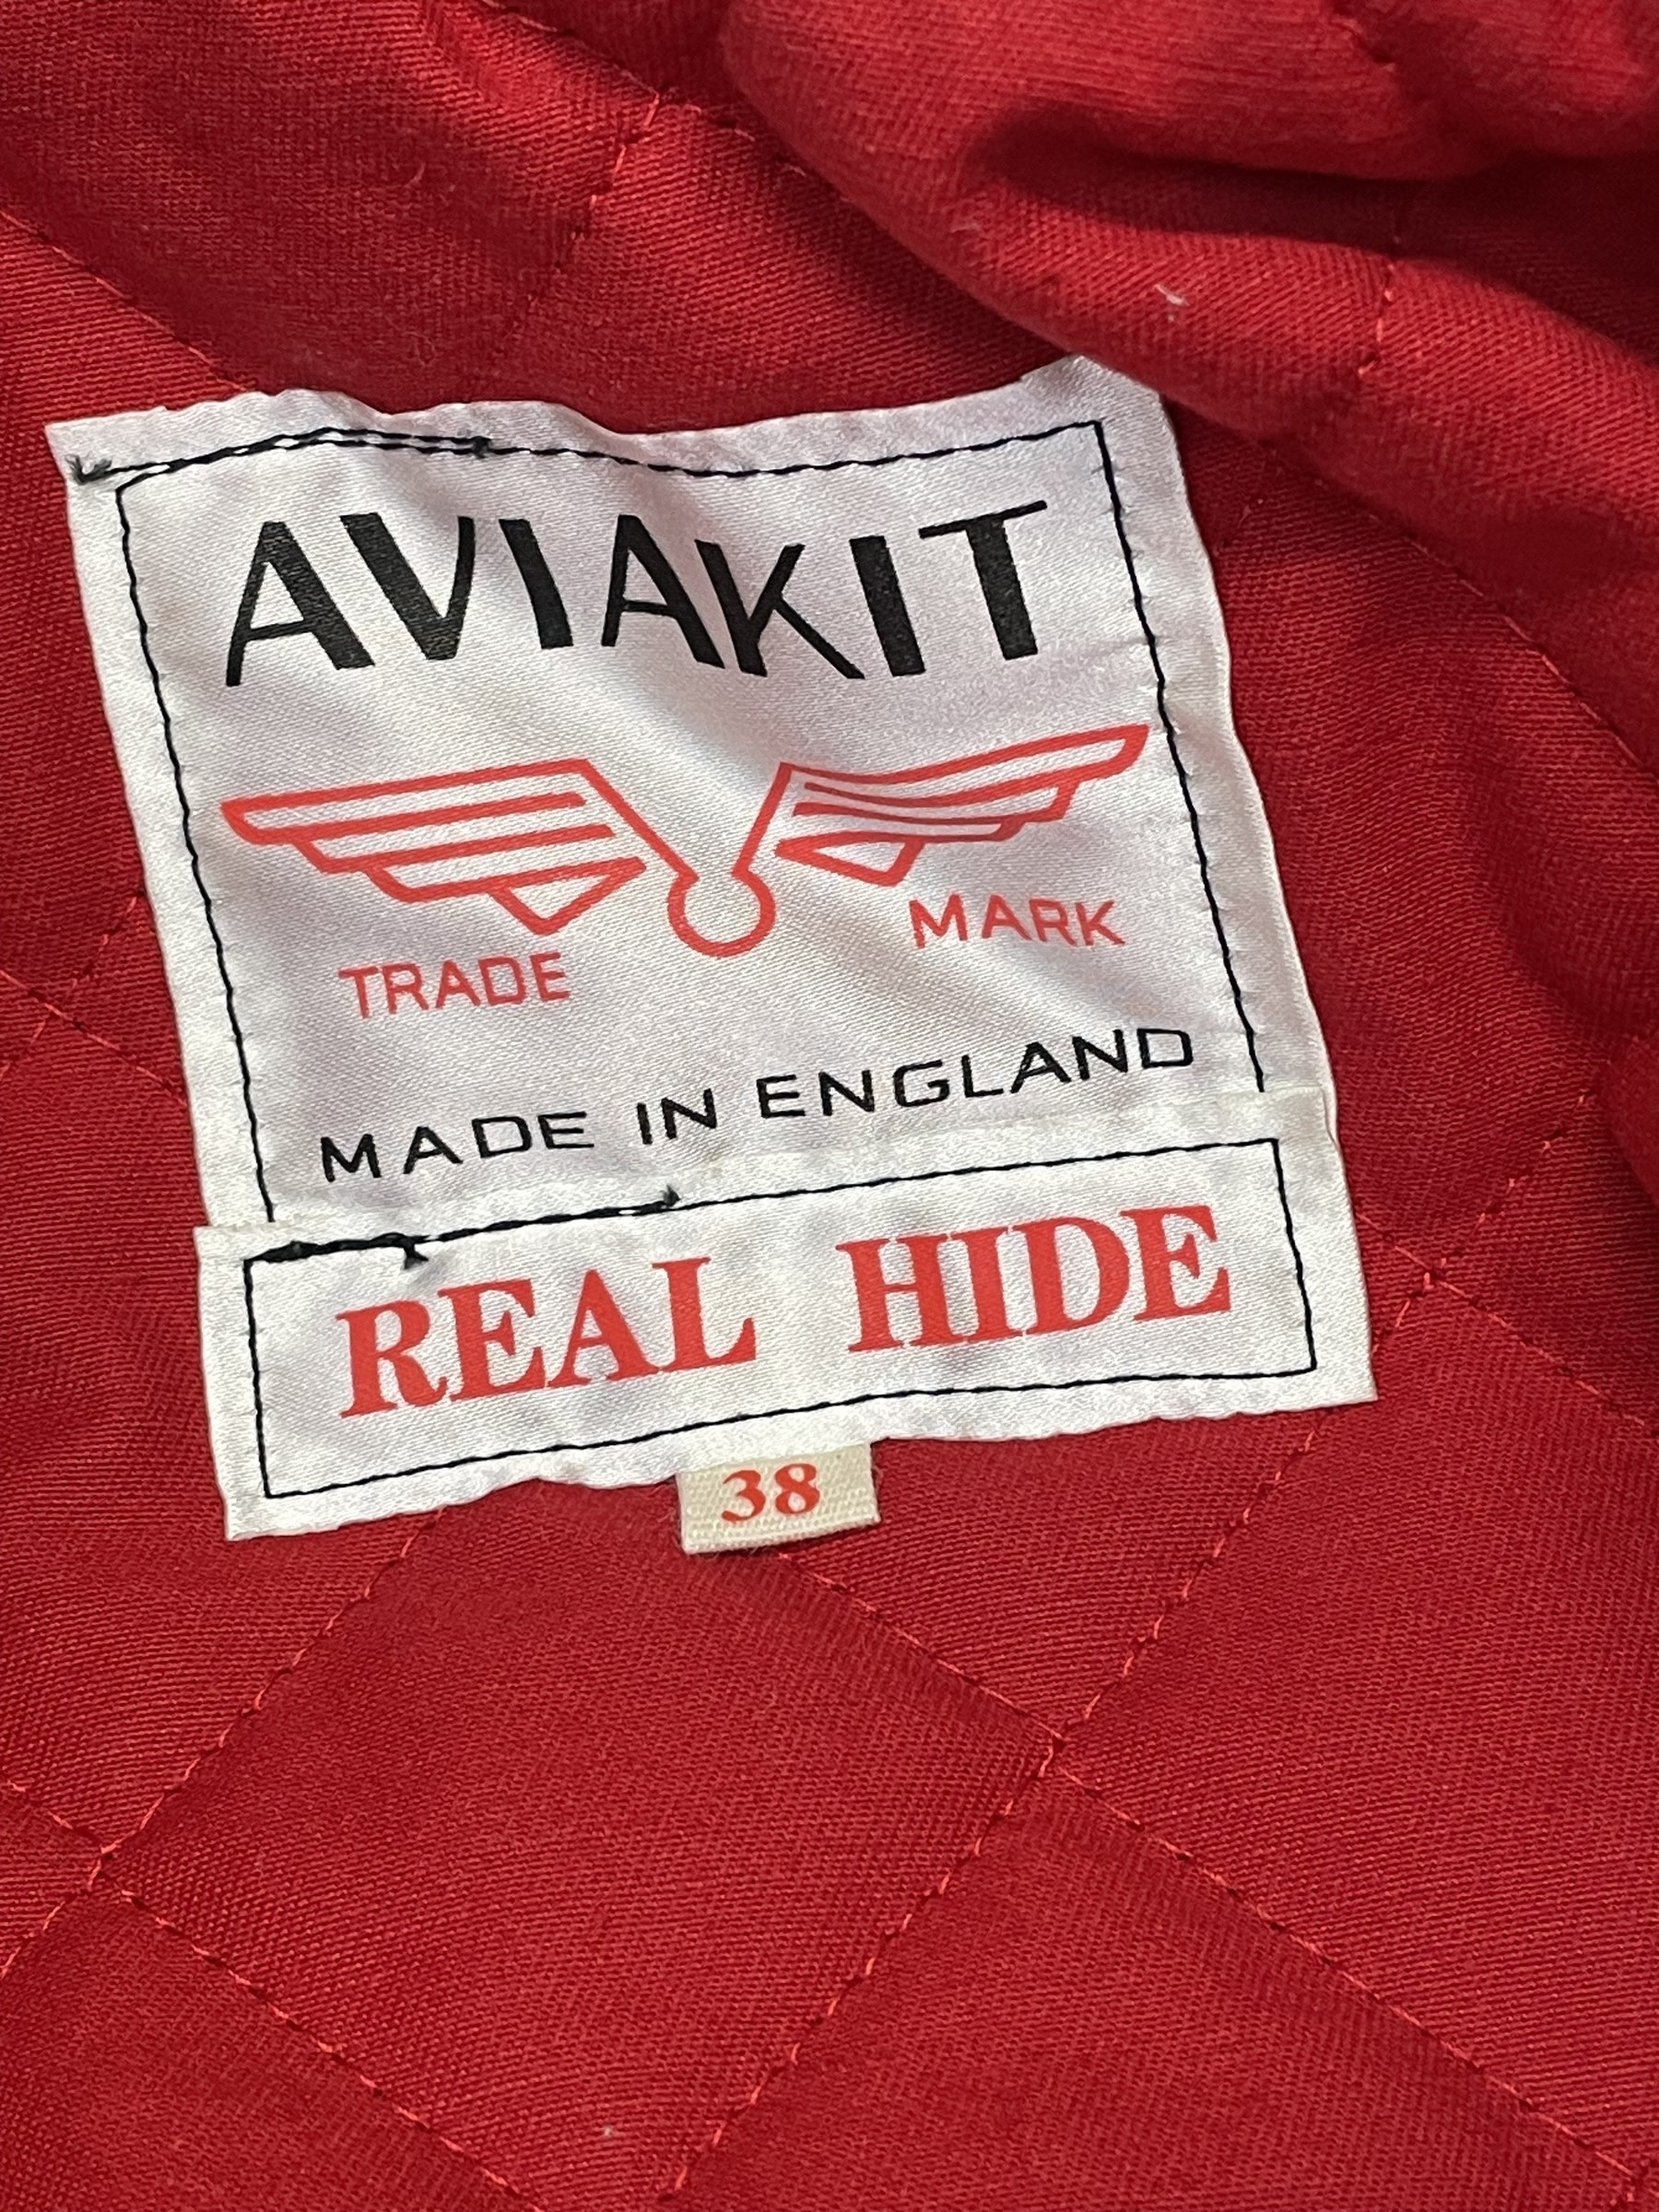 AVIAKIT
TRADE MARK
MADE IN ENGLAND
REAL HIDE
38